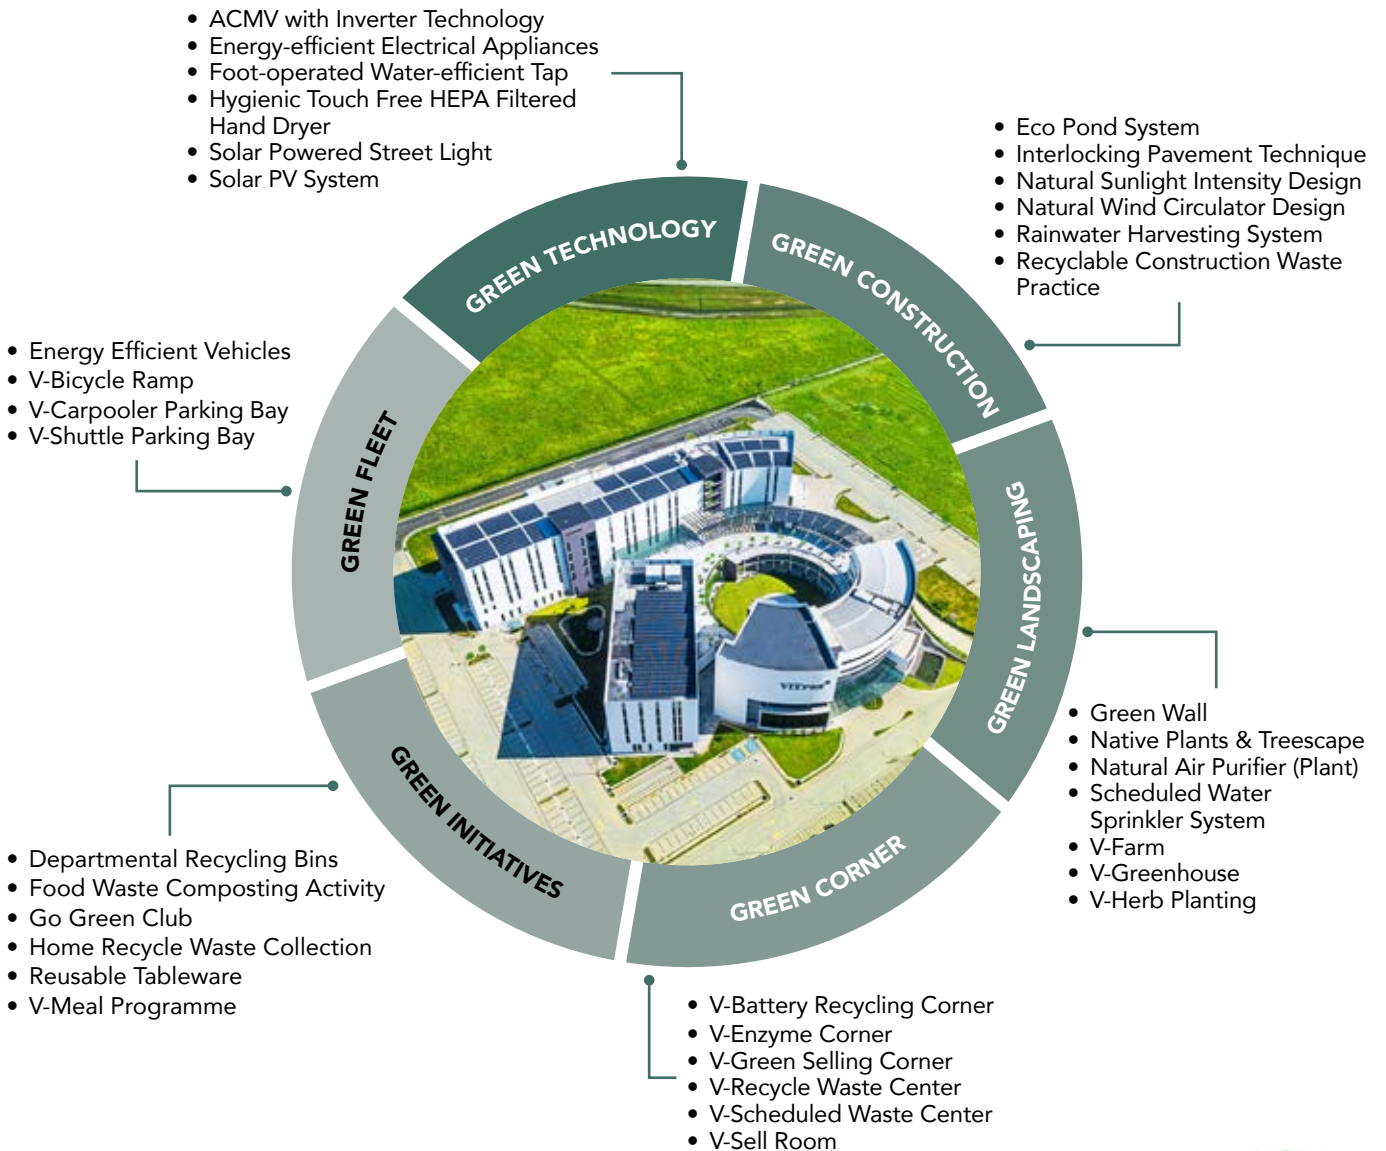 • ACMV with Inverter Technology
• Energy-efficient Electrical Appliances
• Foot-operated Water-efficient Tap
• Hygienic Touch Free HEPA Filtered
Hand Dryer
• Solar Powered Street Light
• Solar PV System
GREEN TECHNOLOGY
• Eco Pond System
• Interlocking Pavement Technique
• Natural Sunlight Intensity Design
• Natural Wind Circulator Design
• Rainwater Harvesting System
• Recyclable Construction Waste
Practice
GREEN CONSTRUCTION
• Energy Efficient Vehicles
• V-Bicycle Ramp
• V-Carpooler Parking Bay
• V-Shuttle Parking Bay
GREEN FLEET
GREEN LANDSCAPING
• Green Wall
• Native Plants & Treescape
• Natural Air Purifier (Plant)
• Scheduled Water
Sprinkler System
• V-Farm
• V-Greenhouse
• V-Herb Planting
GREEN INITIATIVES
• Departmental Recycling Bins
• Food Waste Composting Activity
• Go Green Club
• Home Recycle Waste Collection
• Reusable Tableware
• V-Meal Programme
GREEN CORNER
• V-Battery Recycling Corner
• V-Enzyme Corner
• V-Green Selling Corner
• V-Recycle Waste Center
• V-Scheduled Waste Center
• V-Sell Room